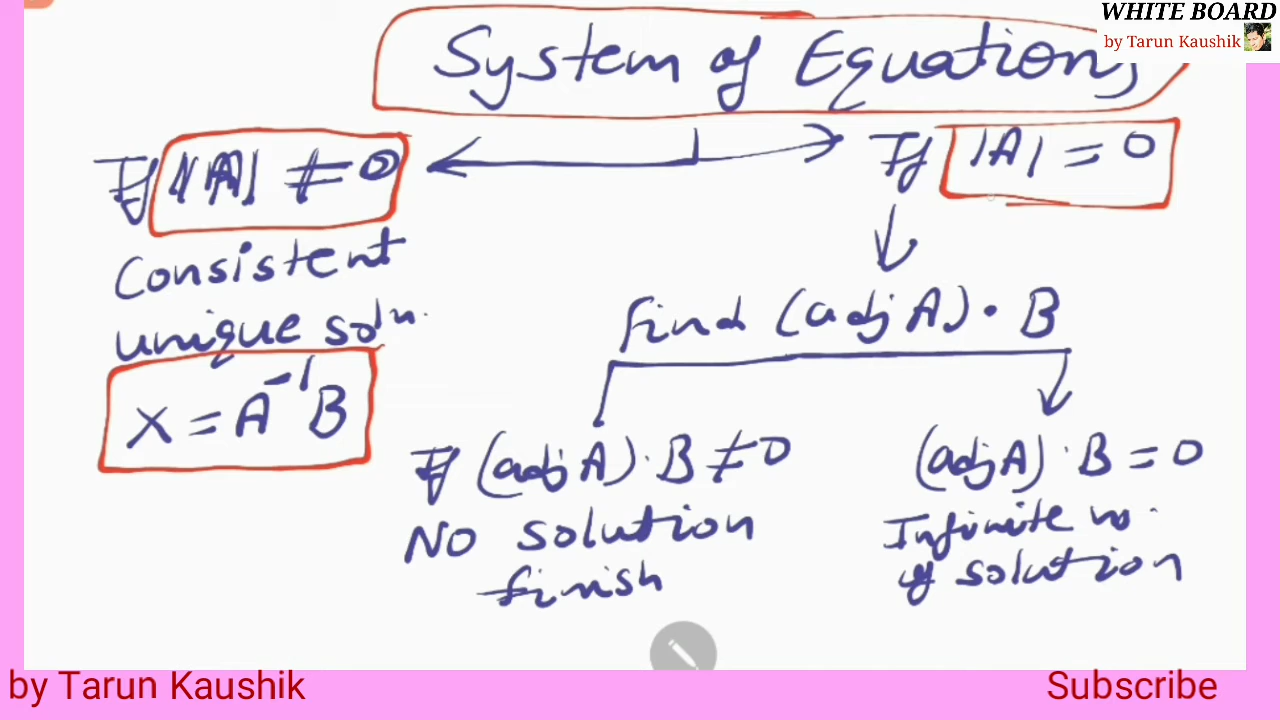 WHITE BOARD
by Tarun Kaushik
System of Equations
If |A| ≠ 0
Consistent
unique soln.
X = A⁻¹B
If |A| = 0
find (adj A) · B
If (adj A) · B ≠ 0
No solution
finish
(adj A) · B = 0
Infinite no.
of solution
by Tarun Kaushik
Subscribe